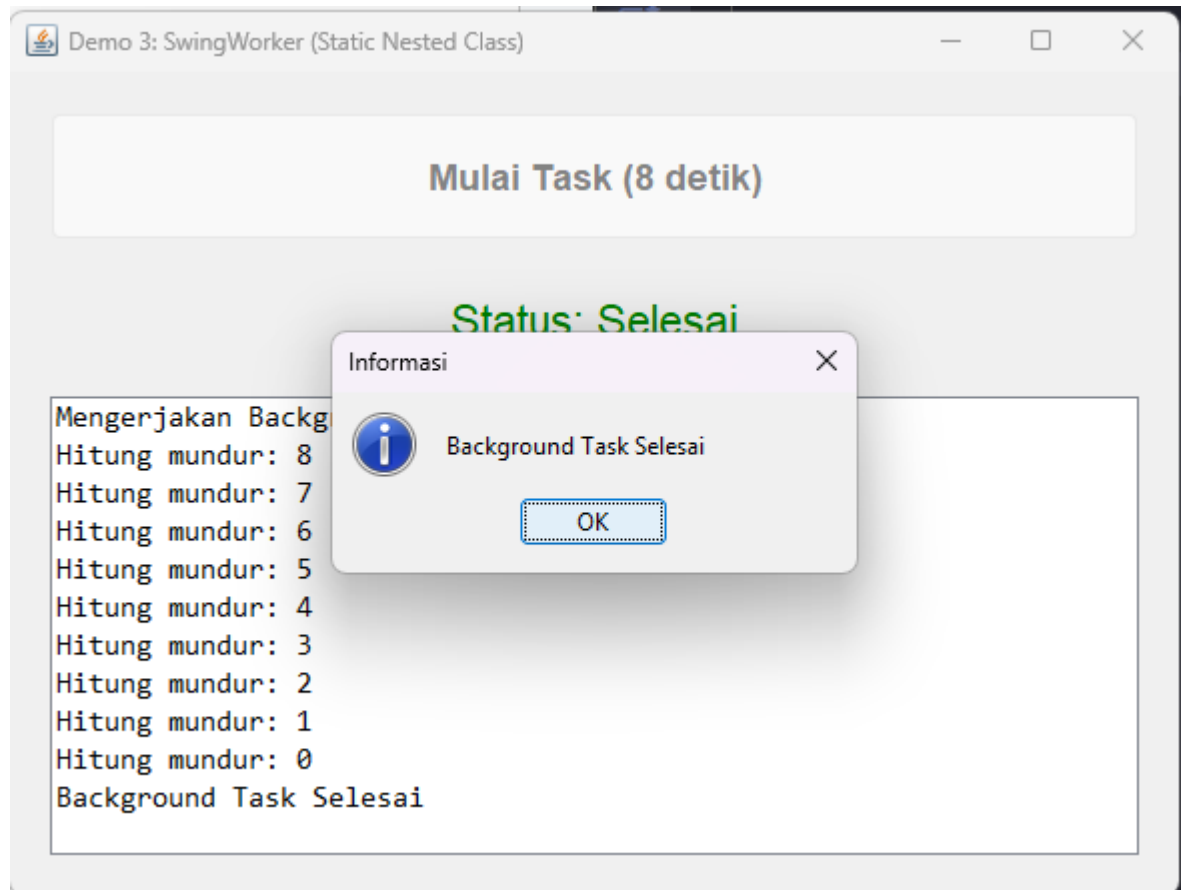 Demo 3: SwingWorker (Static Nested Class)
Mulai Task (8 detik)
Status: Selesai
Informasi
Background Task Selesai
OK
Mengerjakan
Hitung mundur: 8
Hitung mundur: 7
Hitung mundur: 6
Hitung mundur: 5
Hitung mundur: 4
Hitung mundur: 3
Hitung mundur: 2
Hitung mundur: 1
Hitung mundur: 0
Background Task Selesai